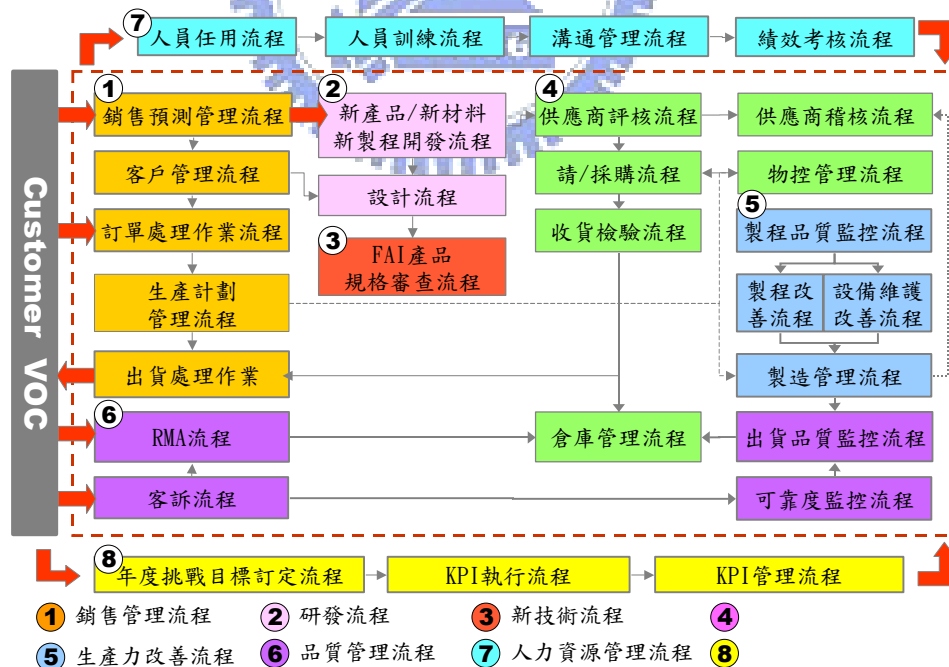 7
人員任用流程
人員訓練流程
溝通管理流程
績效考核流程
Customer VOC
1
銷售預測管理流程
客戶管理流程
訂單處理作業流程
生產計劃
管理流程
出貨處理作業
2
新產品/新材料
新製程開發流程
設計流程
3
FAI產品
規格審查流程
4
供應商評核流程
供應商稽核流程
請/採購流程
物控管理流程
收貨檢驗流程
5
製程品質監控流程
製程改
善流程
設備維護
改善流程
製造管理流程
6
RMA流程
倉庫管理流程
出貨品質監控流程
客訴流程
可靠度監控流程
8
年度挑戰目標訂定流程
KPI執行流程
KPI管理流程
1 銷售管理流程
2 研發流程
3 新技術流程
4
5 生產力改善流程
6 品質管理流程
7 人力資源管理流程
8